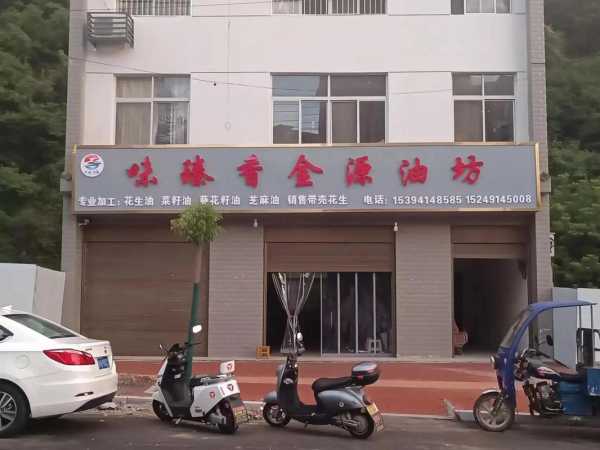 味臻香金源油坊
专业加工：花生油 菜籽油 葵花籽油 芝麻油 销售带壳花生 电话：15394148585 15249145008